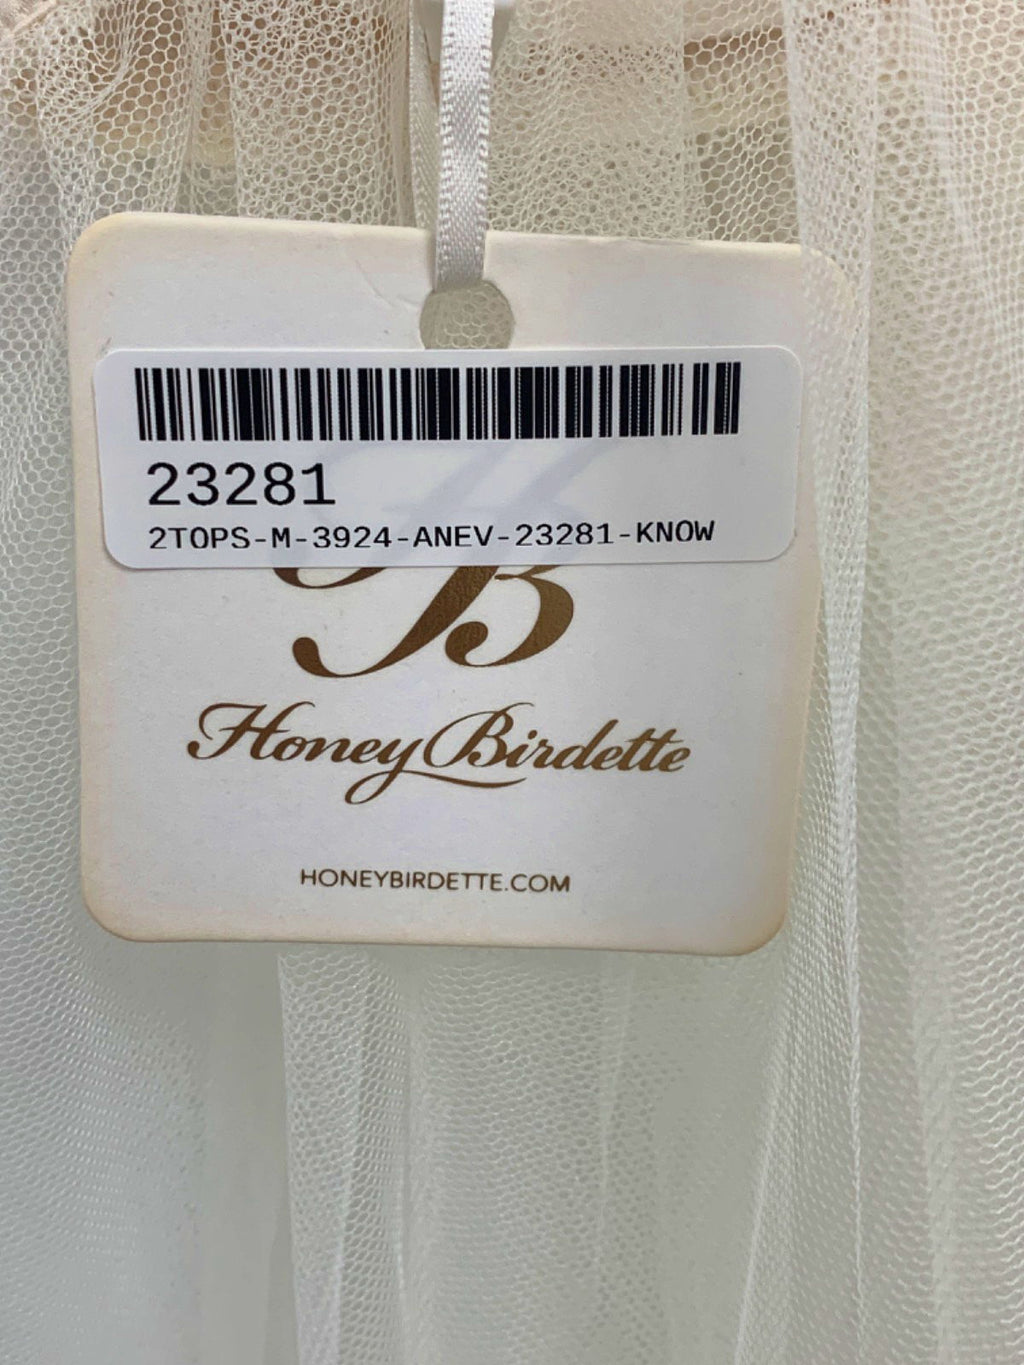 23281
2TOPS-M-3924-ANEV-23281-KNOW
HB
Honey Birdette
HONEYBIRDETTE.COM